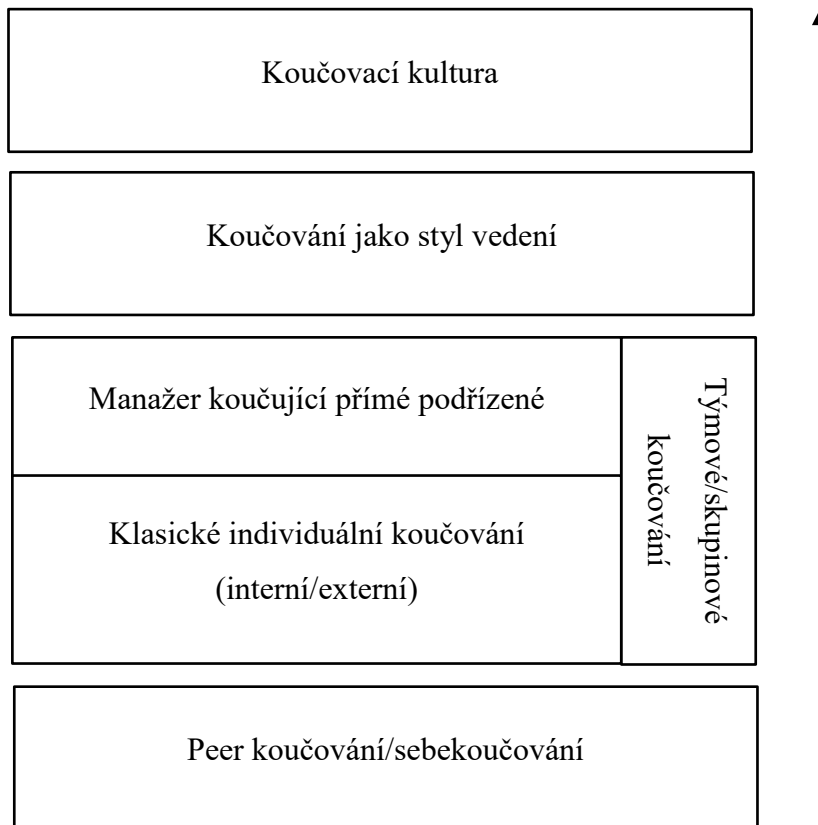 Koučovací kultura
Koučování jako styl vedení
Manažer koučující přímé podřízené
Týmové/skupinové
koučování
Klasické individuální koučování
(interní/externí)
Peer koučování/sebekoučování